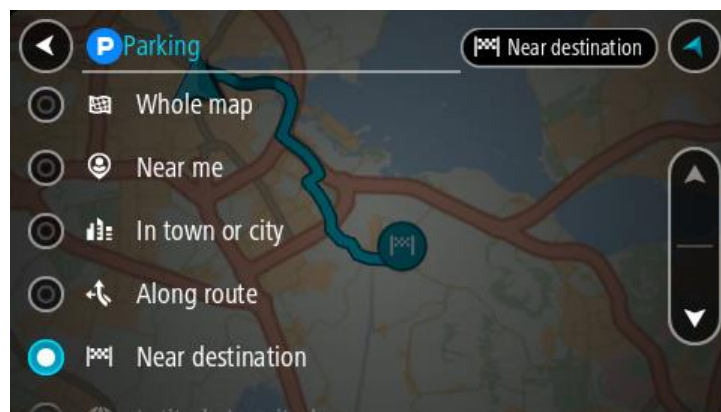 P Parking
Near destination
Whole map
Near me
In town or city
Along route
Near destination